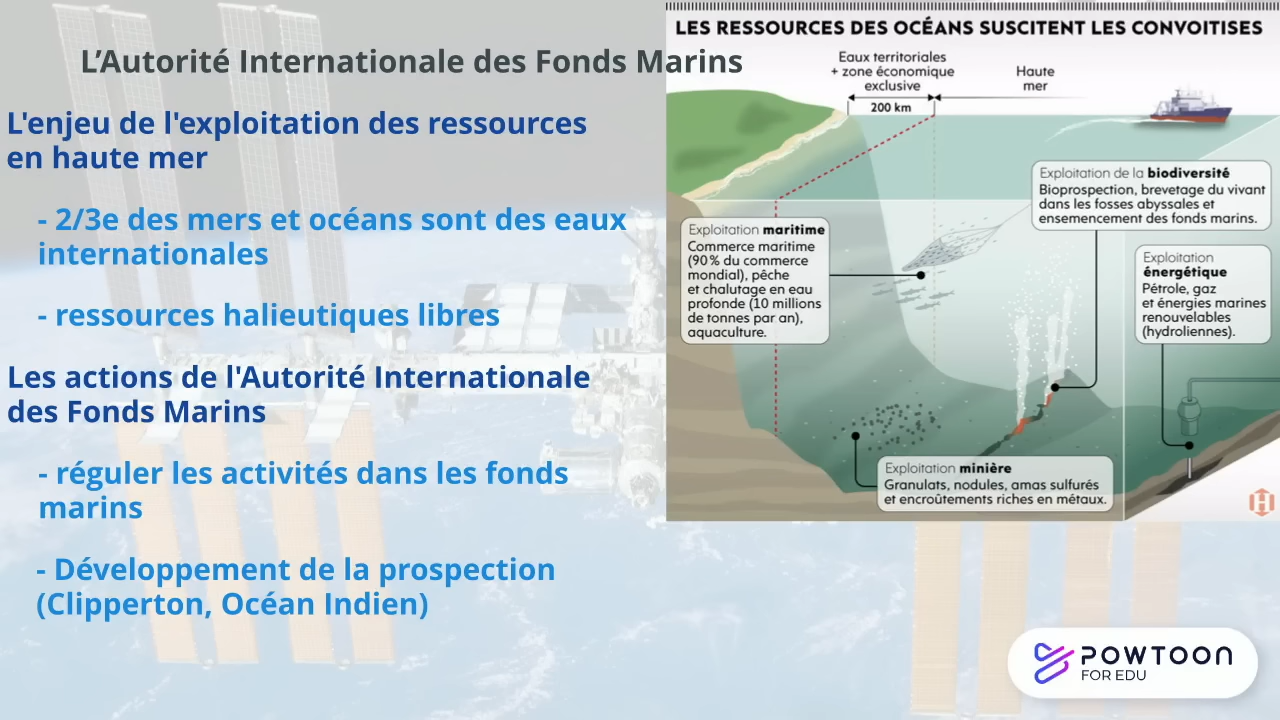 L'Autorité Internationale des Fonds Marins
L'enjeu de l'exploitation des ressources
en haute mer
- 2/3e des mers et océans sont des eaux
internationales
- ressources halieutiques libres
Les actions de l'Autorité Internationale
des Fonds Marins
- réguler les activités dans les fonds
marins
- Développement de la prospection
(Clipperton, Océan Indien)
LES RESSOURCES DES OCÉANS SUSCITENT LES CONVOITISES
Eaux territoriales
+ zone économique
exclusive
200 km
Haute
mer
Exploitation de la biodiversité
Bioprospection, brevetage du vivant
dans les fosses abyssales et
ensemencement des fonds marins.
Exploitation maritime
Commerce maritime
(90 % du commerce
mondial), pêche
et chalutage en eau
profonde (10 millions
de tonnes par an),
aquaculture.
Exploitation
énergétique
Pétrole, gaz
et énergies marines
renouvelables
(hydroliennes).
Exploitation minière
Granulats, nodules, amas sulfurés
et encroûtements riches en métaux.
H
POWTOON
FOR EDU